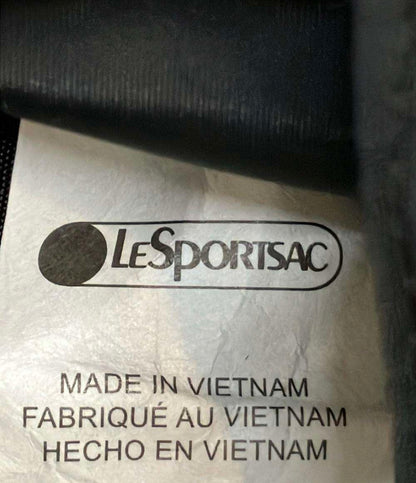 LESPORTSAC
MADE IN VIETNAM
FABRIQUÉ AU VIETNAM
HECHO EN VIETNAM